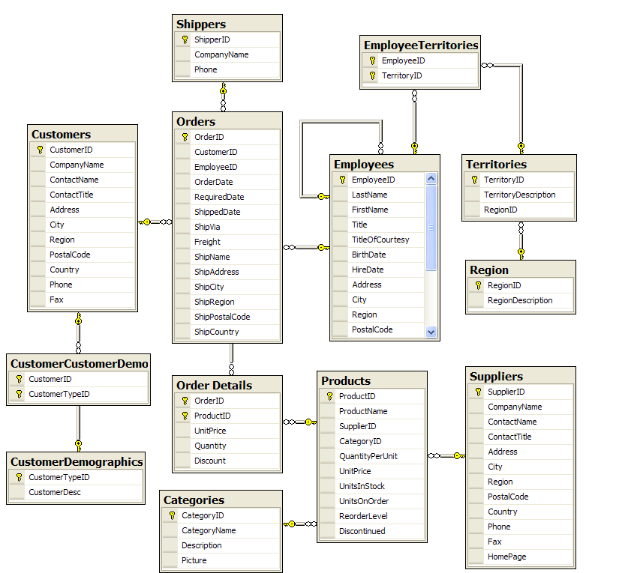 Shippers
ShipperID
CompanyName
Phone
EmployeeTerritories
EmployeeID
TerritoryID
Customers
CustomerID
CompanyName
ContactName
ContactTitle
Address
City
Region
PostalCode
Country
Phone
Fax
Orders
OrderID
CustomerID
EmployeeID
OrderDate
RequiredDate
ShippedDate
ShipVia
Freight
ShipName
ShipAddress
ShipCity
ShipRegion
ShipPostalCode
ShipCountry
Employees
EmployeeID
LastName
FirstName
Title
TitleOfCourtesy
BirthDate
HireDate
Address
City
Region
PostalCode
Territories
TerritoryID
TerritoryDescription
RegionID
Region
RegionID
RegionDescription
CustomerCustomerDemo
CustomerID
CustomerTypeID
CustomerDemographics
CustomerTypeID
CustomerDesc
Order Details
OrderID
ProductID
UnitPrice
Quantity
Discount
Products
ProductID
ProductName
SupplierID
CategoryID
QuantityPerUnit
UnitPrice
UnitsInStock
UnitsOnOrder
ReorderLevel
Discontinued
Suppliers
SupplierID
CompanyName
ContactName
ContactTitle
Address
City
Region
PostalCode
Country
Phone
Fax
HomePage
Categories
CategoryID
CategoryName
Description
Picture